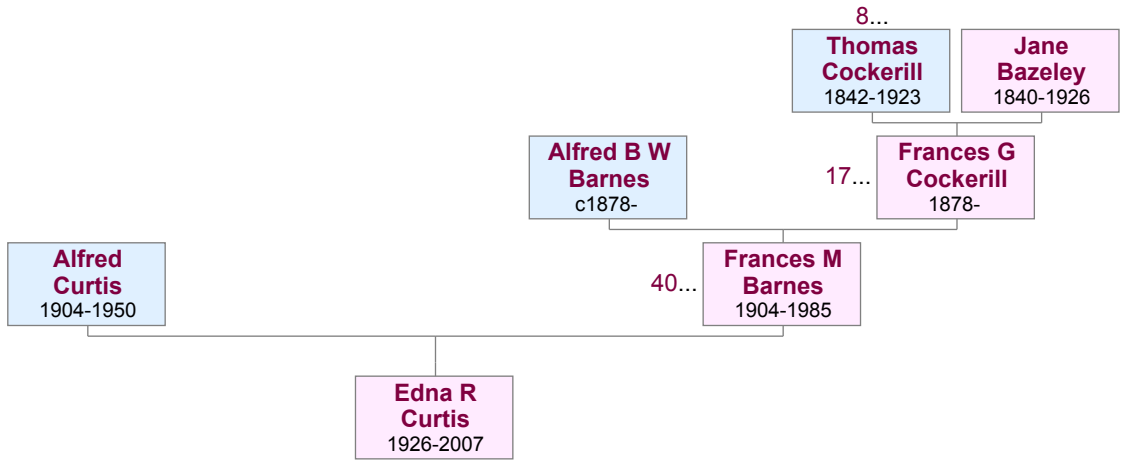 8...
Thomas
Cockerill
1842-1923
Jane
Bazeley
1840-1926
Alfred B W
Barnes
c1878-
17...
Frances G
Cockerill
1878-
Alfred
Curtis
1904-1950
40...
Frances M
Barnes
1904-1985
Edna R
Curtis
1926-2007